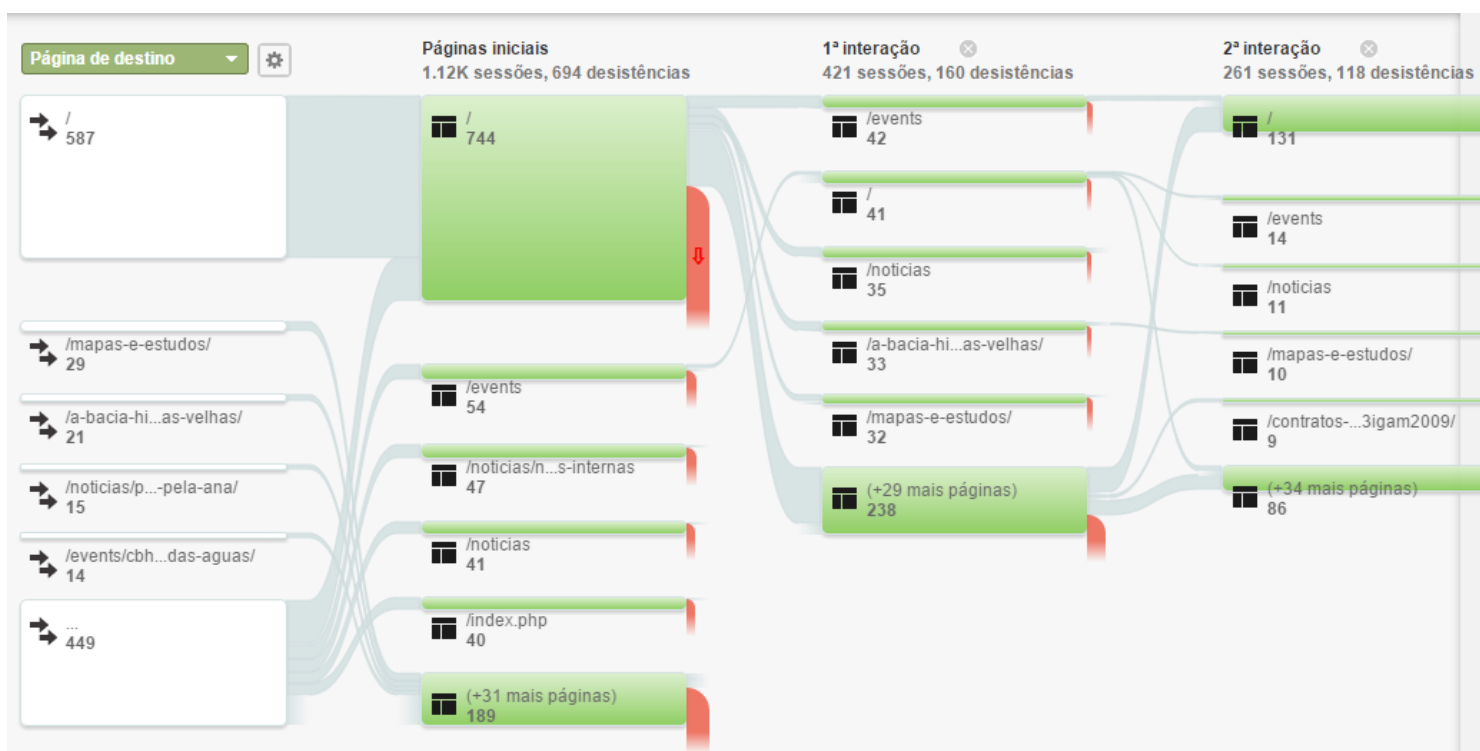 Página de destino
/
587
/mapas-e-estudos/
29
/a-bacia-hi...as-velhas/
21
/noticias/p...-pela-ana/
15
/events/cbh...das-aguas/
14
...
449
Páginas iniciais
1.12K sessões, 694 desistências
/
744
/events
54
/noticias/n...s-internas
47
/noticias
41
/index.php
40
(+31 mais páginas)
189
1ª interação
421 sessões, 160 desistências
/events
42
/
41
/noticias
35
/a-bacia-hi...as-velhas/
33
/mapas-e-estudos/
32
(+29 mais páginas)
238
2ª interação
261 sessões, 118 desistências
/
131
/events
14
/noticias
11
/mapas-e-estudos/
10
/contratos-...3igam2009/
9
(+34 mais páginas)
86